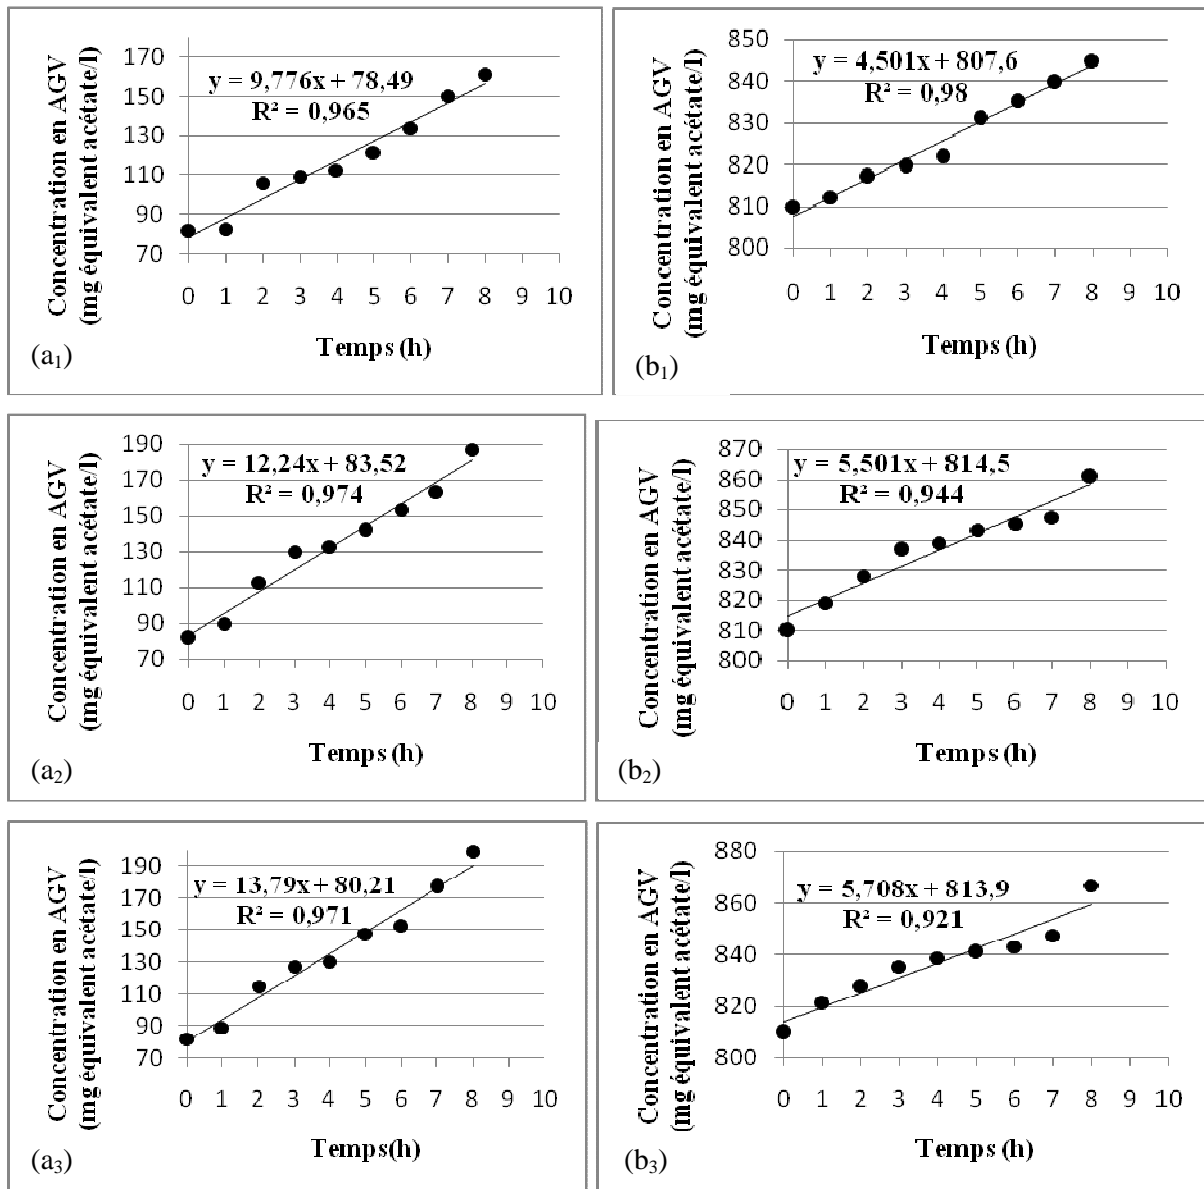 Concentration en AGV
(mg équivalent acétate/l)
170
150
130
110
90
70
y = 9,776x + 78,49
R² = 0,965
0 1 2 3 4 5 6 7 8 9 10
Temps (h)
(a₁)
Concentration en AGV
(mg équivalent acétate/l)
850
840
830
820
810
800
y = 4,501x + 807,6
R² = 0,98
0 1 2 3 4 5 6 7 8 9 10
Temps (h)
(b₁)
Concentration en AGV
(mg équivalent acétate/l)
190
170
150
130
110
90
70
y = 12,24x + 83,52
R² = 0,974
0 1 2 3 4 5 6 7 8 9 10
Temps (h)
(a₂)
Concentration en AGV
(mg équivalent acétate/l)
870
860
850
840
830
820
810
800
y = 5,501x + 814,5
R² = 0,944
0 1 2 3 4 5 6 7 8 9 10
Temps (h)
(b₂)
Concentration en AGV
(mg équivalent acétate/l)
190
170
150
130
110
90
70
y = 13,79x + 80,21
R² = 0,971
0 1 2 3 4 5 6 7 8 9 10
Temps(h)
(a₃)
Concentration en AGV
(mg équivalent acétate/l)
880
860
840
820
800
y = 5,708x + 813,9
R² = 0,921
0 1 2 3 4 5 6 7 8 9 10
Temps (h)
(b₃)